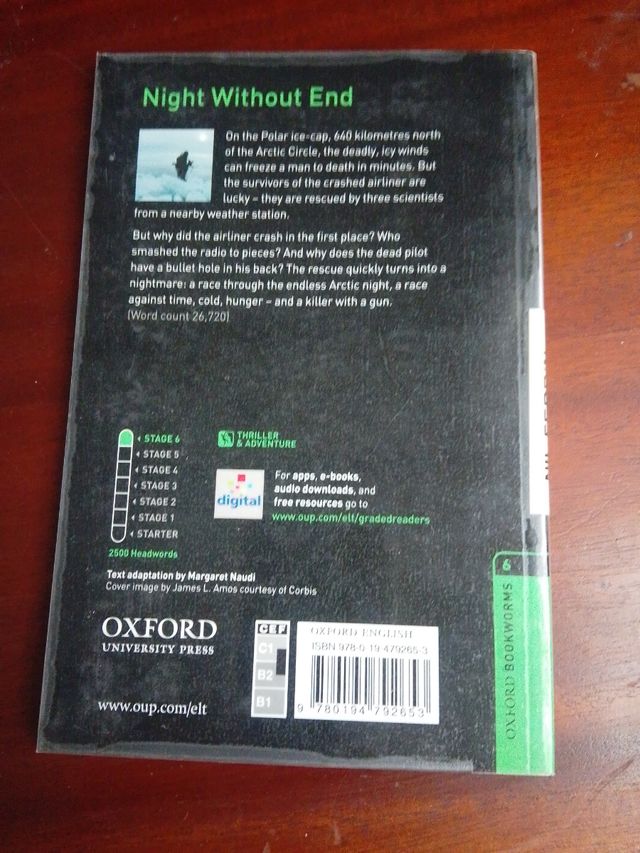 Night Without End
On the Polar ice-cap, 640 kilometres north
of the Arctic Circle, the deadly, icy winds
can freeze a man to death in minutes. But
the survivors of the crashed airliner are
lucky – they are rescued by three scientists
from a nearby weather station.
But why did the airliner crash in the first place? Who
smashed the radio to pieces? And why does the dead pilot
have a bullet hole in his back? The rescue quickly turns into a
nightmare: a race through the endless Arctic night, a race
against time, cold, hunger – and a killer with a gun.
(Word count 26,720)
STAGE 6
STAGE 5
STAGE 4
STAGE 3
STAGE 2
STAGE 1
STARTER
2500 Headwords
THRILLER
& ADVENTURE
digital
For apps, e-books,
audio downloads, and
free resources go to
www.oup.com/elt/gradedreaders
Text adaptation by Margaret Naudi
Cover image by James L. Amos courtesy of Corbis
OXFORD
UNIVERSITY PRESS
www.oup.com/elt
CEF
C1
B2
B1
OXFORD ENGLISH
ISBN 978-0-19-479265-3
9 780194 792653
6
OXFORD BOOKWORMS